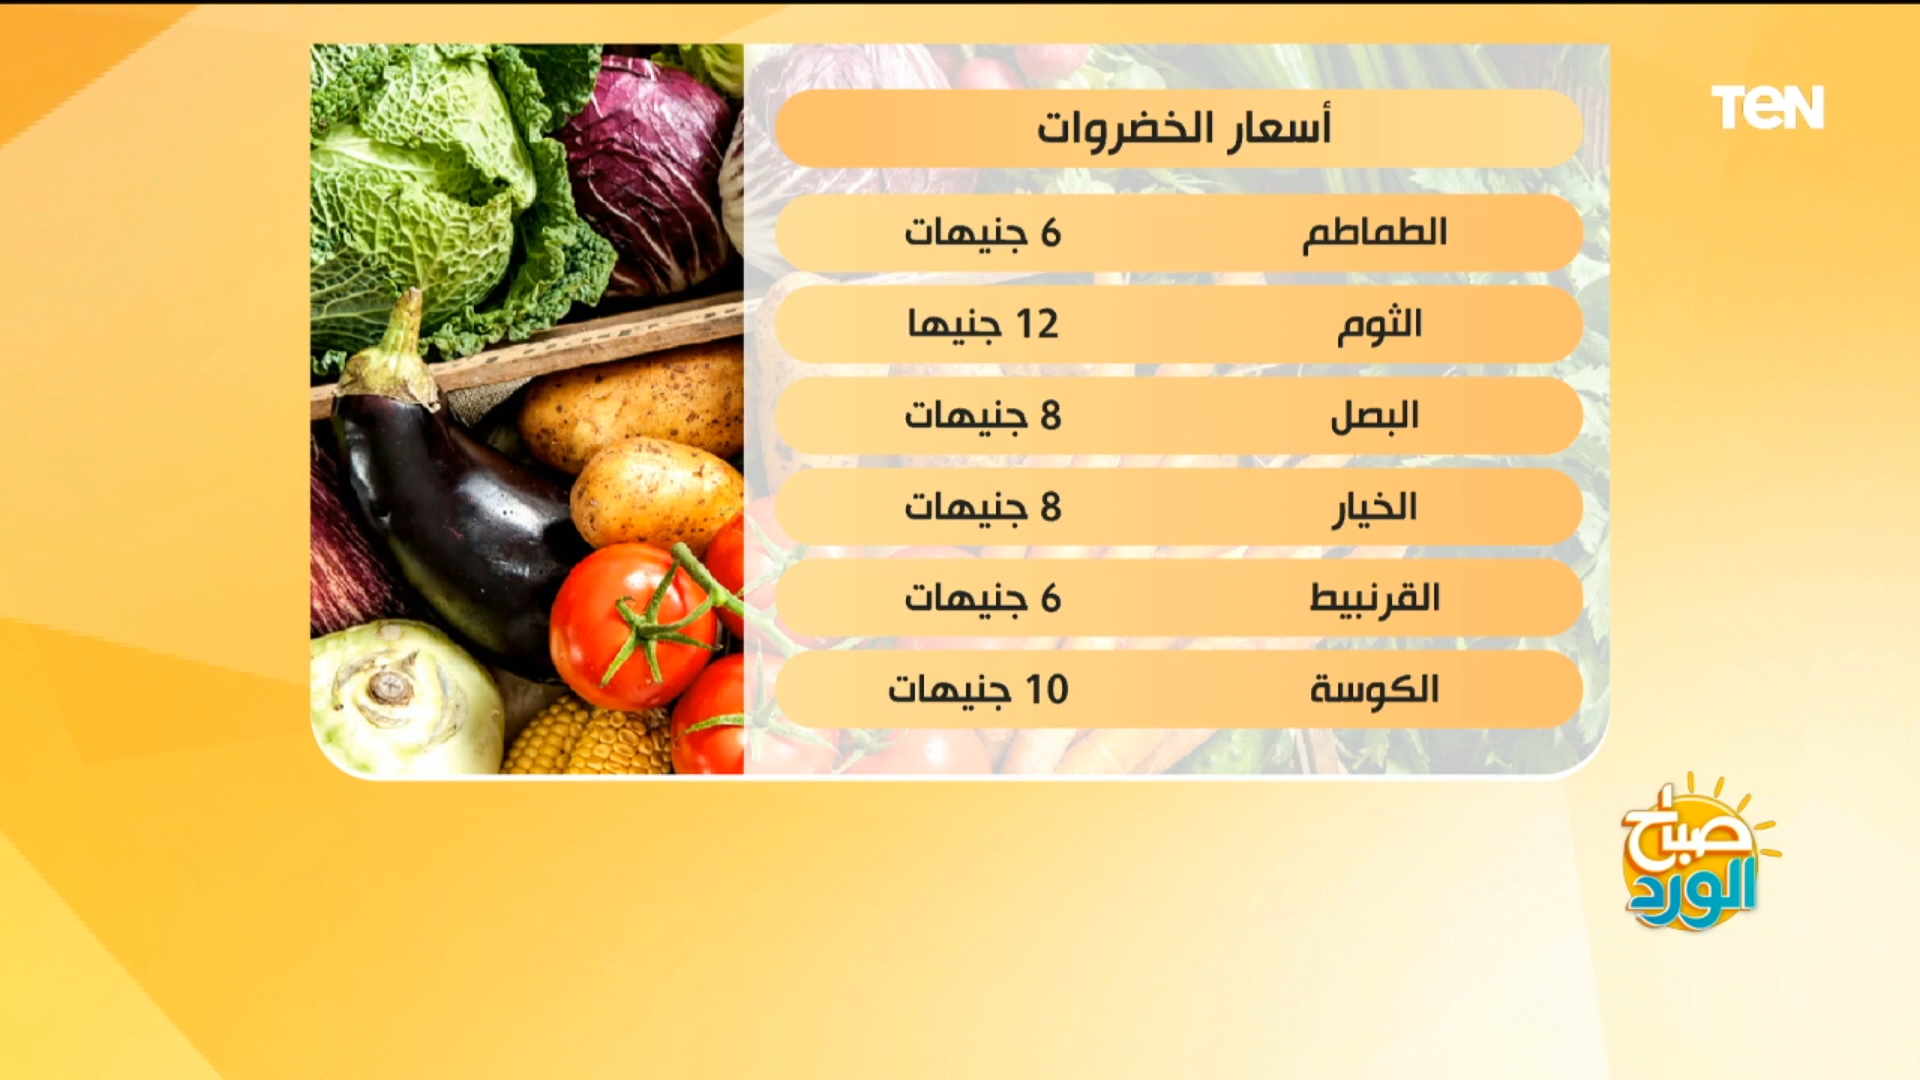 TEN
أسعار الخضروات
الطماطم 6 جنيهات
الثوم 12 جنيها
البصل 8 جنيهات
الخيار 8 جنيهات
القرنبيط 6 جنيهات
الكوسة 10 جنيهات
صباح
الورد